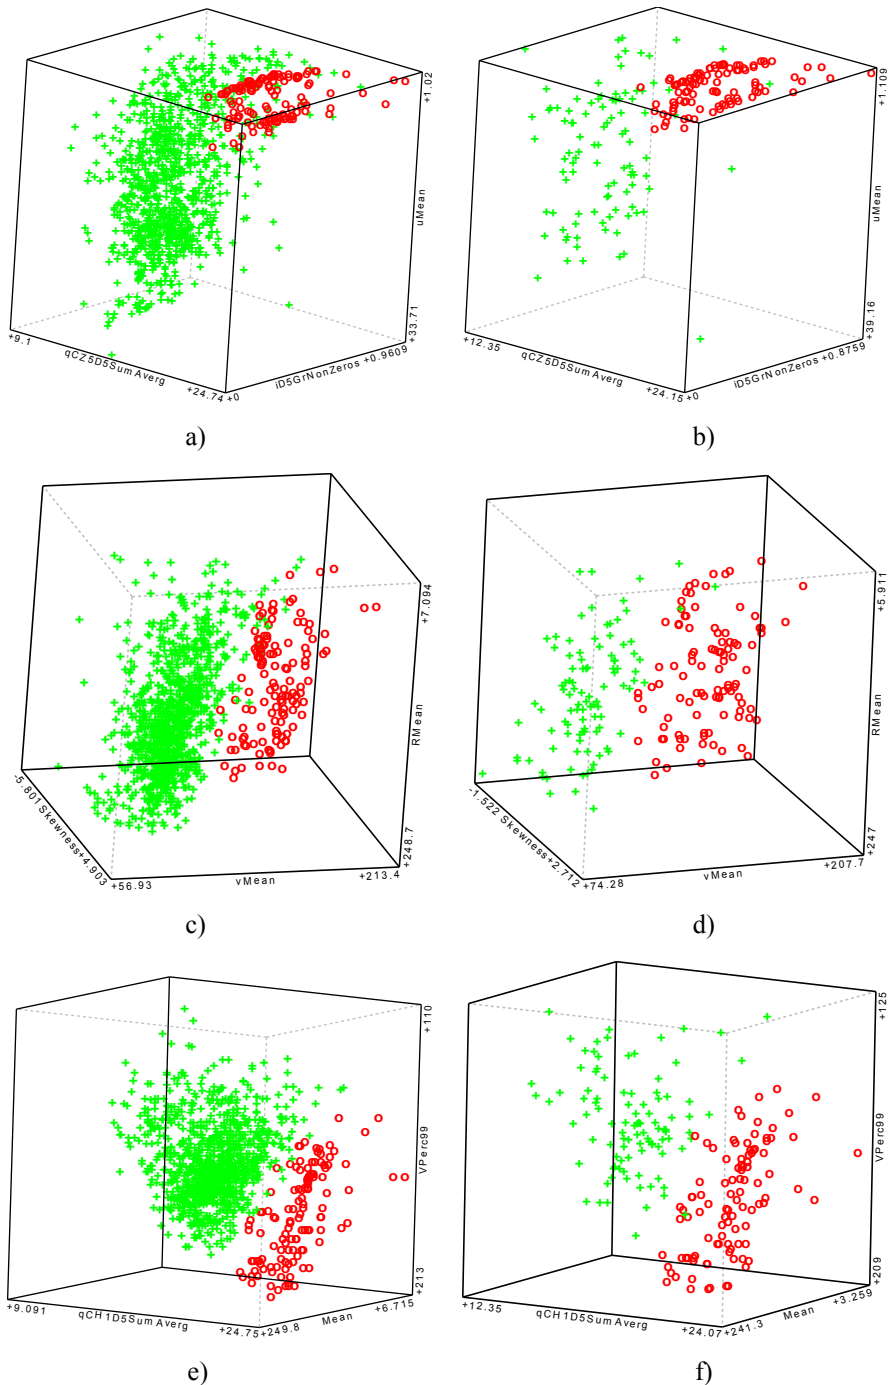 +1.02
uMean
+33.71
+9.1
qCZ5D5SumAverg
+24.74
+0
iD5GrNonZeros
+0.9609
a)
+1.109
uMean
+39.16
+12.35
qCZ5D5SumAverg
+24.15
+0
iD5GrNonZeros
+0.8759
b)
+7.094
RMean
+248.7
-5.801
Skewness
+4.903
+56.93
vMean
+213.4
c)
+5.911
RMean
+247
-1.522
Skewness
+2.712
+74.28
vMean
+207.7
d)
+110
VPerc99
+213
+9.091
qCH1D5SumAverg
+24.75
+249.8
Mean
+6.715
e)
+125
VPerc99
+209
+12.35
qCH1D5SumAverg
+24.07
+241.3
Mean
+3.259
f)